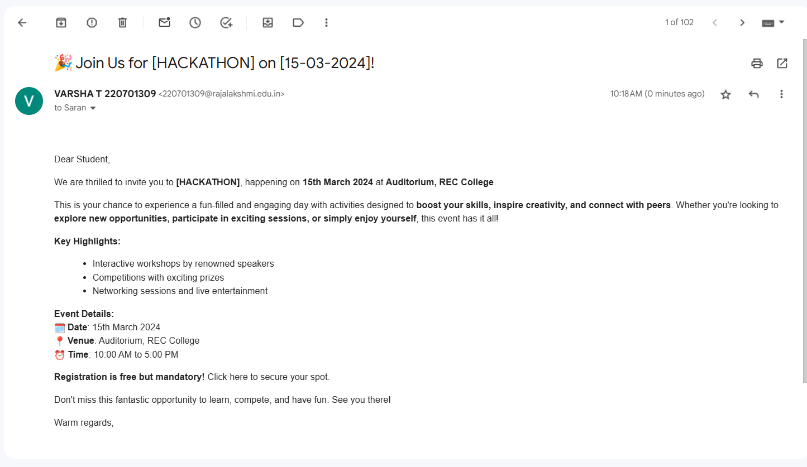 1 of 102
🎉 Join Us for [HACKATHON] on [15-03-2024]!
V
VARSHA T 220701309 <220701309@rajalakshmi.edu.in>
10:18 AM (0 minutes ago)
to Saran
Dear Student,
We are thrilled to invite you to [HACKATHON], happening on 15th March 2024 at Auditorium, REC College
This is your chance to experience a fun-filled and engaging day with activities designed to boost your skills, inspire creativity, and connect with peers. Whether you're looking to
explore new opportunities, participate in exciting sessions, or simply enjoy yourself, this event has it all!
Key Highlights:
• Interactive workshops by renowned speakers
• Competitions with exciting prizes
• Networking sessions and live entertainment
Event Details:
🗓️ Date: 15th March 2024
📍 Venue: Auditorium, REC College
⏰ Time: 10:00 AM to 5:00 PM
Registration is free but mandatory! Click here to secure your spot.
Don't miss this fantastic opportunity to learn, compete, and have fun. See you there!
Warm regards,